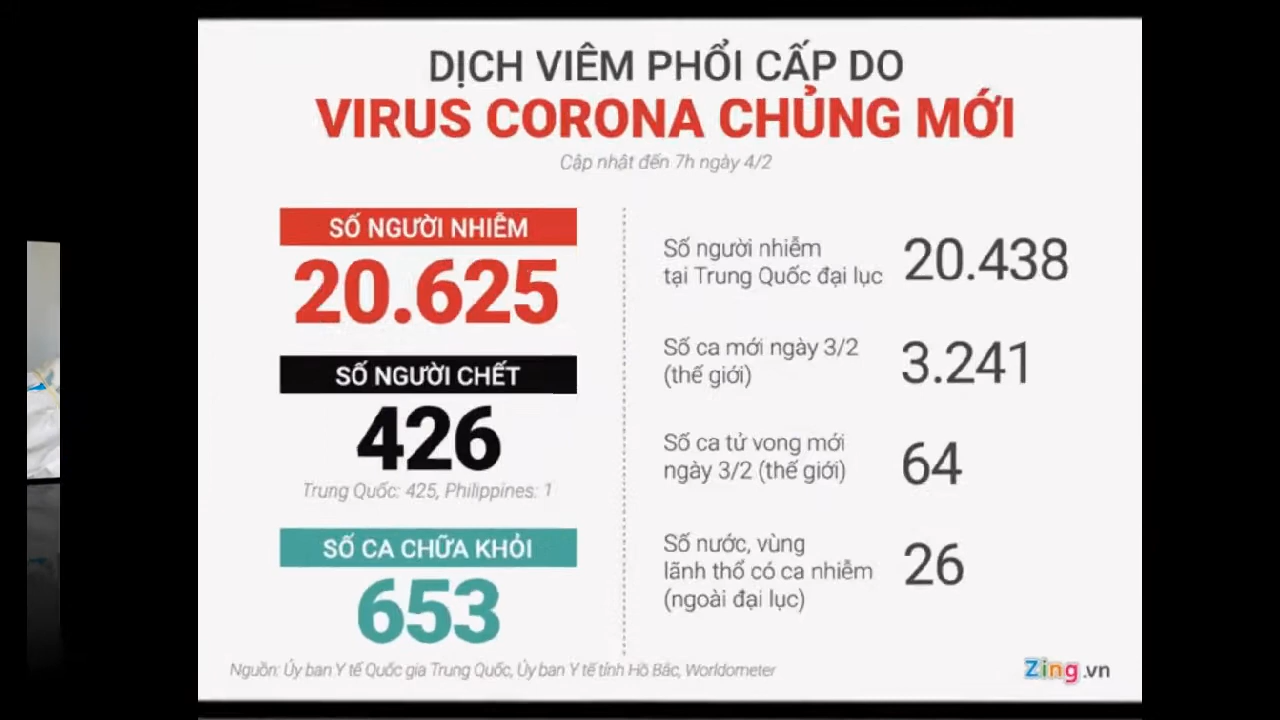 DỊCH VIÊM PHỔI CẤP DO
VIRUS CORONA CHỦNG MỚI
Cập nhật đến 7h ngày 4/2
SỐ NGƯỜI NHIỄM
20.625
SỐ NGƯỜI CHẾT
426
Trung Quốc: 425, Philippines: 1
SỐ CA CHỮA KHỎI
653
Số người nhiễm
tại Trung Quốc đại lục
20.438
Số ca mới ngày 3/2
(thế giới)
3.241
Số ca tử vong mới
ngày 3/2 (thế giới)
64
Số nước, vùng
lãnh thổ có ca nhiễm
(ngoài đại lục)
26
Nguồn: Ủy ban Y tế Quốc gia Trung Quốc, Ủy ban Y tế tỉnh Hồ Bắc, Worldometer
Zing.vn